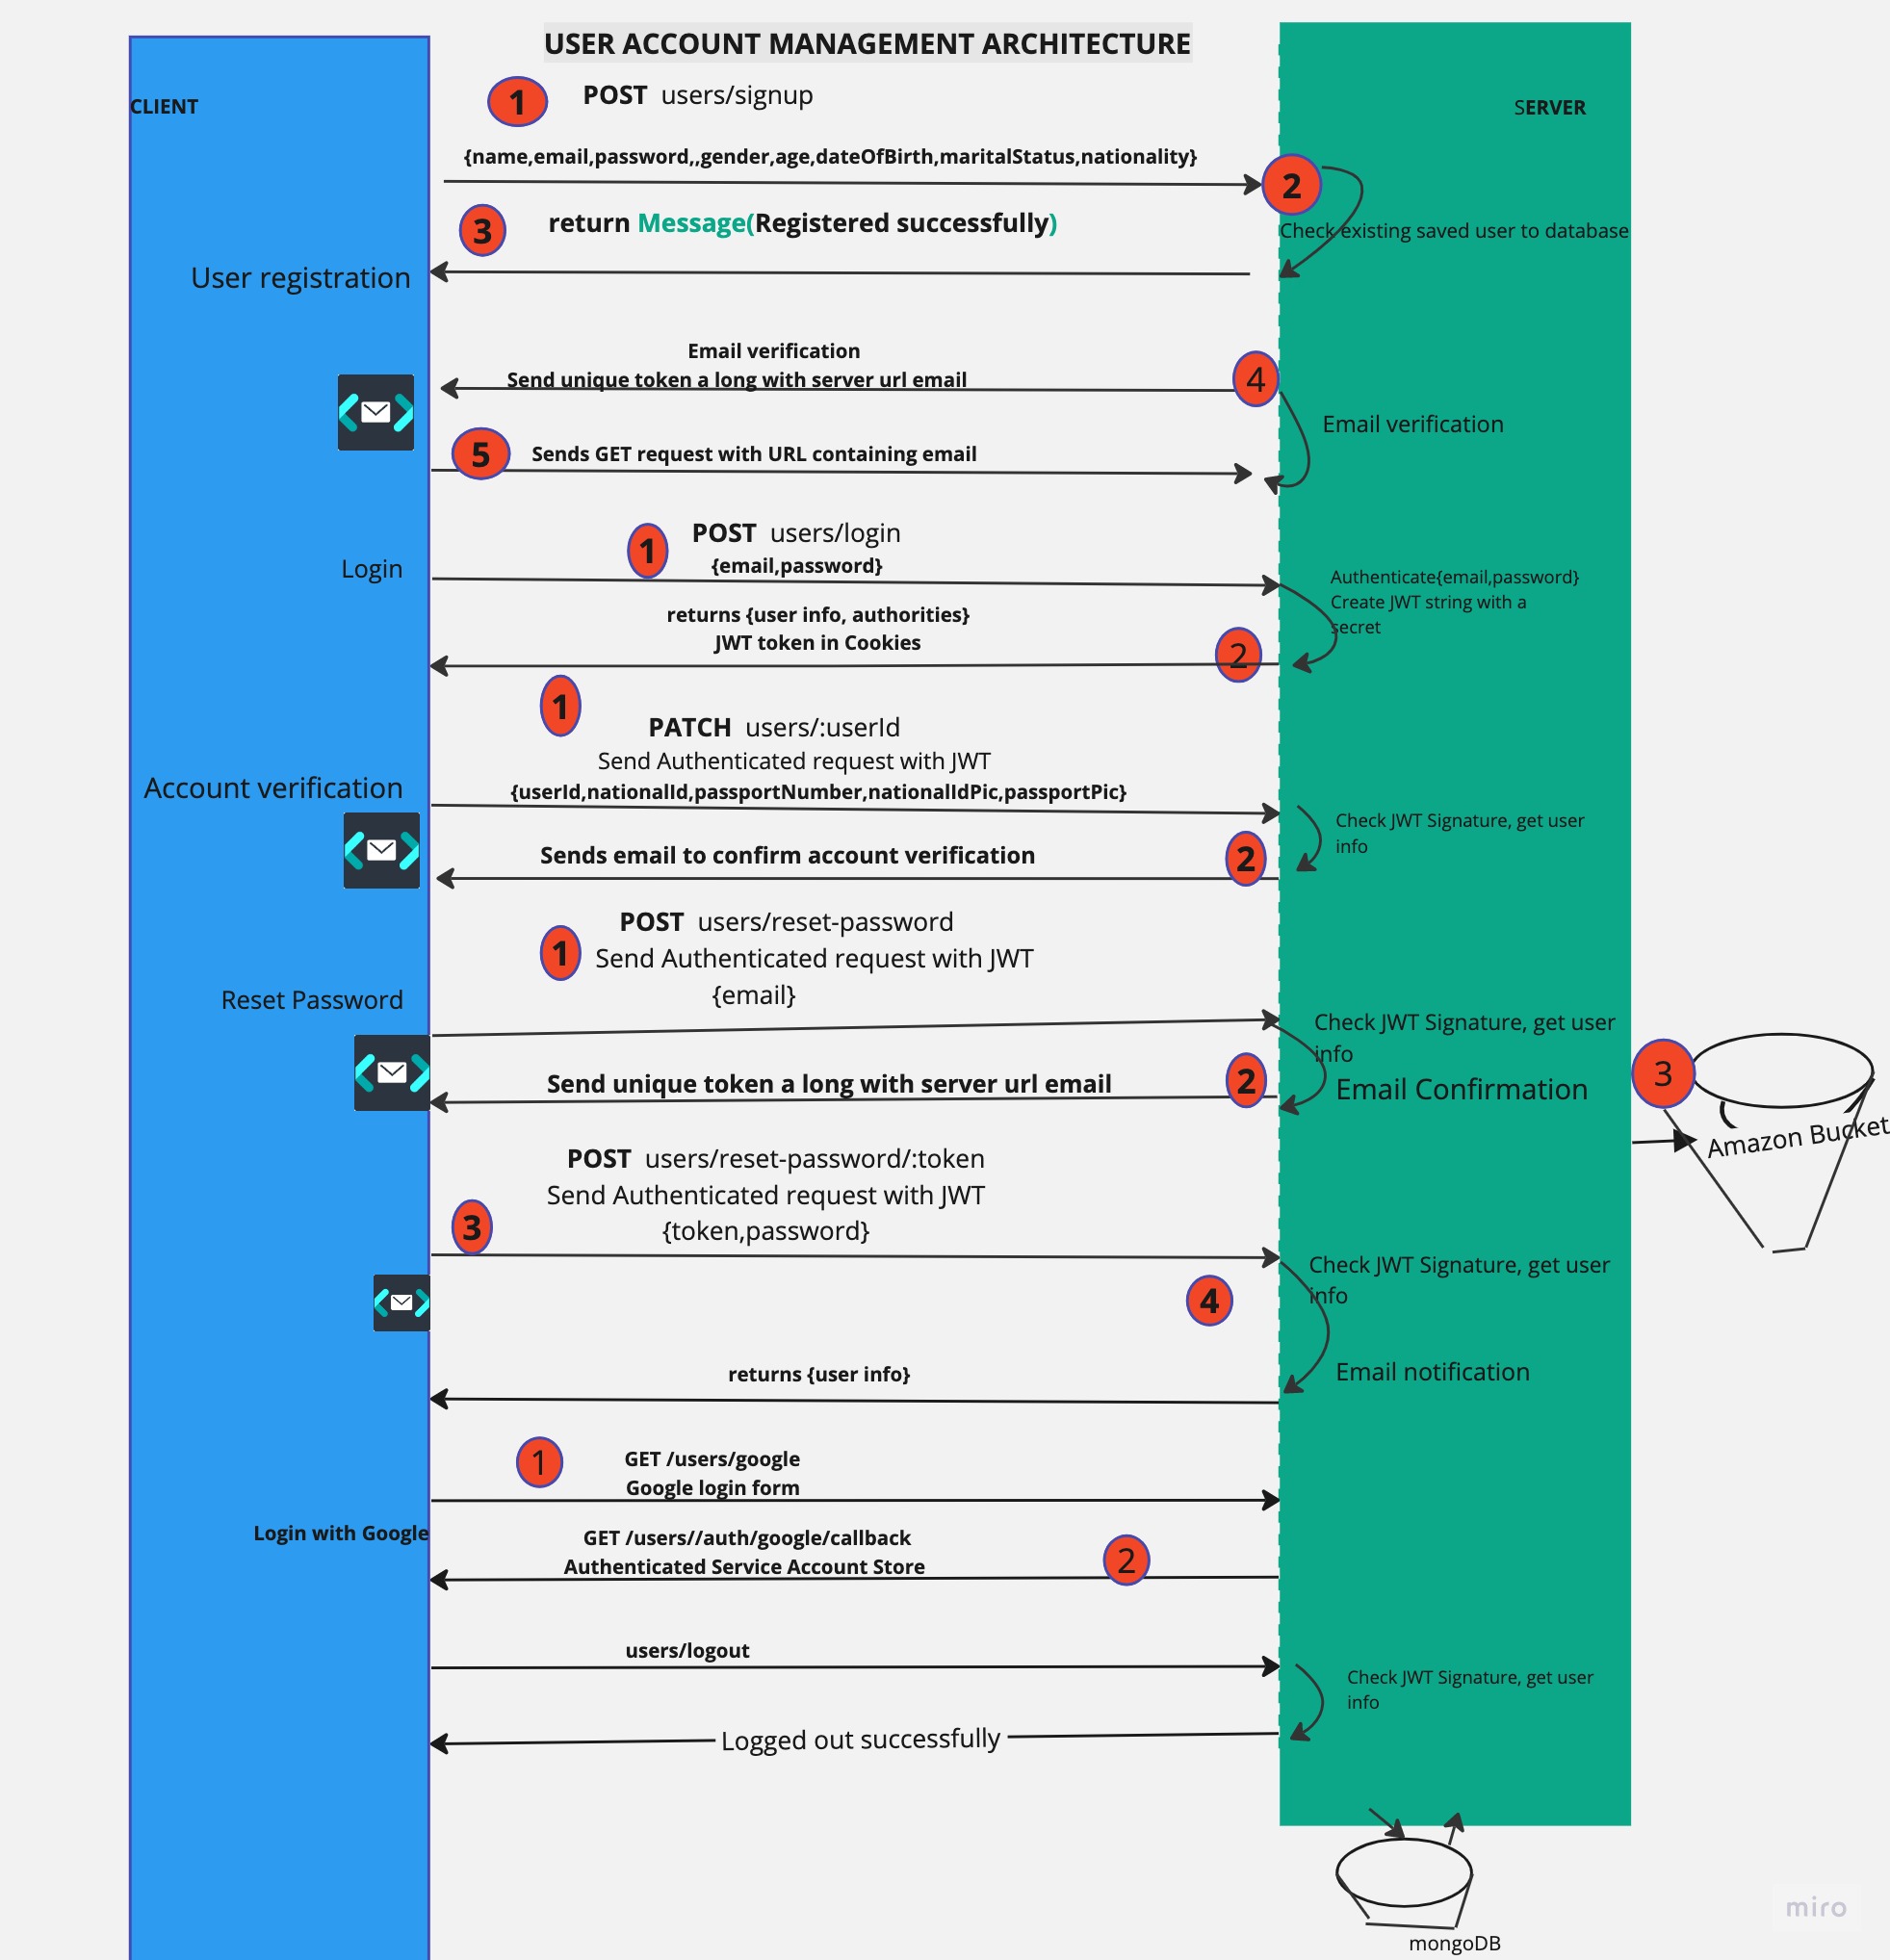 USER ACCOUNT MANAGEMENT ARCHITECTURE
CLIENT
SERVER
1
POST users/signup
{name,email,password,,gender,age,dateOfBirth,maritalStatus,nationality}
2
3
return Message(Registered successfully)
Check existing saved user to database
User registration
Email verification
Send unique token a long with server url email
4
Email verification
5
Sends GET request with URL containing email
1
POST users/login
{email,password}
Login
Authenticate{email,password}
Create JWT string with a
secret
returns {user info, authorities}
JWT token in Cookies
2
1
PATCH users/:userId
Send Authenticated request with JWT
{userId,nationalId,passportNumber,nationalIdPic,passportPic}
Account verification
Check JWT Signature, get user
info
Sends email to confirm account verification
2
POST users/reset-password
1
Send Authenticated request with JWT
{email}
Reset Password
Check JWT Signature, get user
info
Send unique token a long with server url email
2
Email Confirmation
3
Amazon Bucket
POST users/reset-password/:token
Send Authenticated request with JWT
{token,password}
3
Check JWT Signature, get user
info
4
returns {user info}
Email notification
1
GET /users/google
Google login form
Login with Google
GET /users//auth/google/callback
Authenticated Service Account Store
2
users/logout
Check JWT Signature, get user
info
Logged out successfully
mongoDB
miro